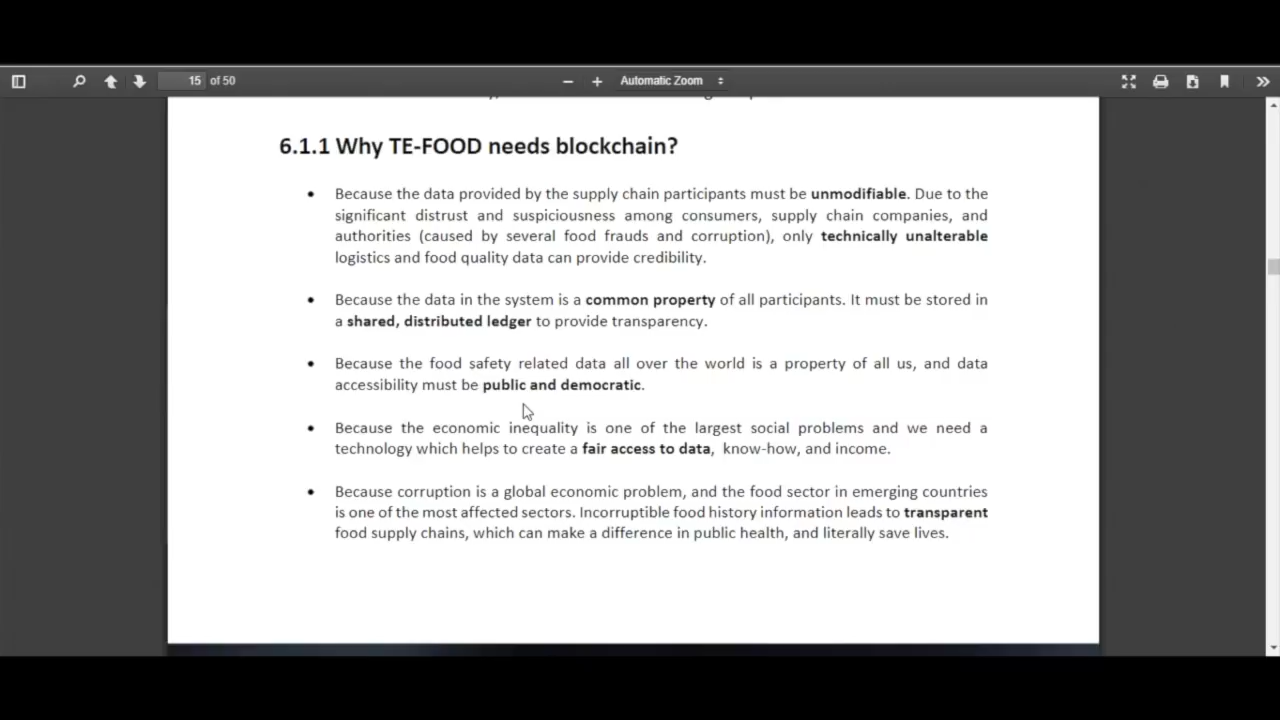 15 of 50
Automatic Zoom
6.1.1 Why TE-FOOD needs blockchain?
• Because the data provided by the supply chain participants must be unmodifiable. Due to the
significant distrust and suspiciousness among consumers, supply chain companies, and
authorities (caused by several food frauds and corruption), only technically unalterable
logistics and food quality data can provide credibility.
• Because the data in the system is a common property of all participants. It must be stored in
a shared, distributed ledger to provide transparency.
• Because the food safety related data all over the world is a property of all us, and data
accessibility must be public and democratic.
• Because the economic inequality is one of the largest social problems and we need a
technology which helps to create a fair access to data, know-how, and income.
• Because corruption is a global economic problem, and the food sector in emerging countries
is one of the most affected sectors. Incorruptible food history information leads to transparent
food supply chains, which can make a difference in public health, and literally save lives.